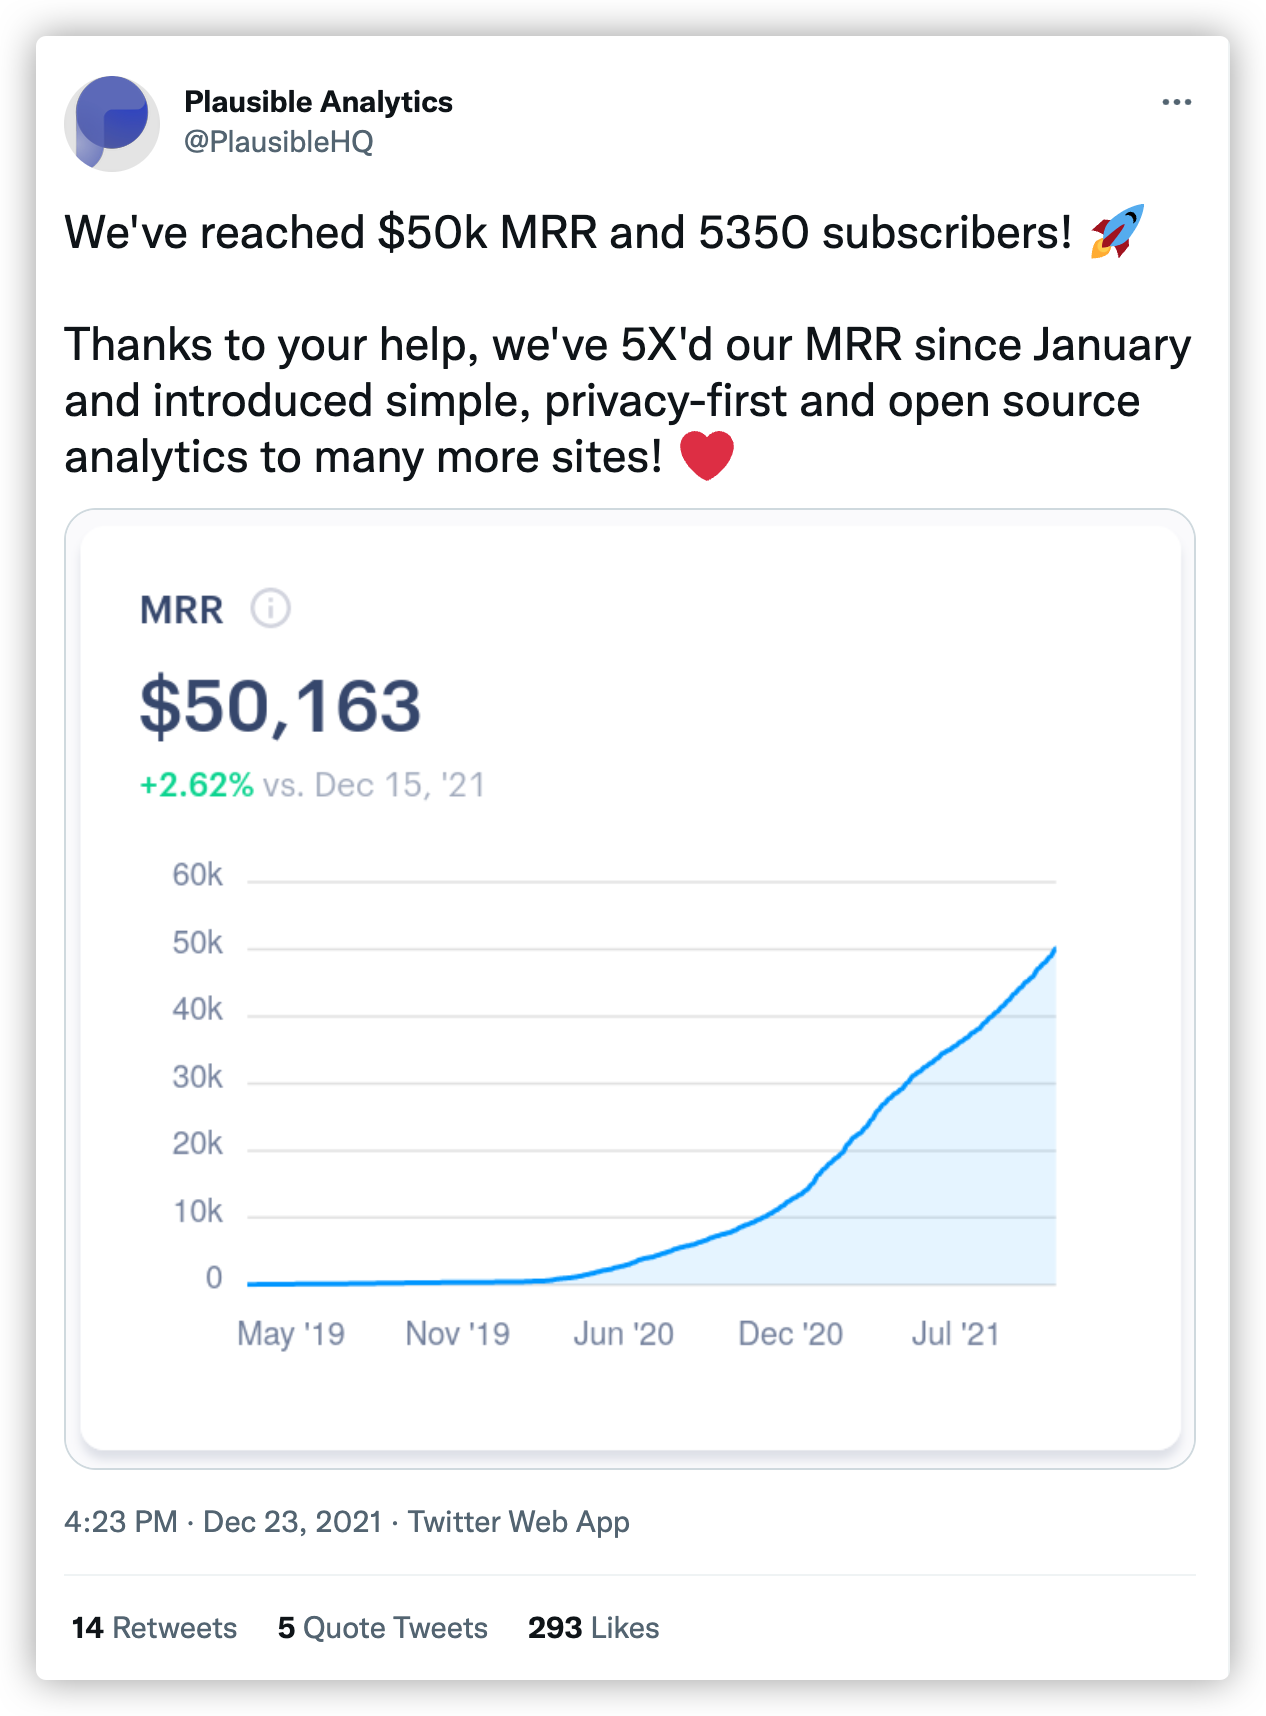 Plausible Analytics
@PlausibleHQ
We've reached $50k MRR and 5350 subscribers! 🚀
Thanks to your help, we've 5X'd our MRR since January
and introduced simple, privacy-first and open source
analytics to many more sites! ❤️
MRR
$50,163
+2.62% vs. Dec 15, '21
60k
50k
40k
30k
20k
10k
0
May '19 Nov '19 Jun '20 Dec '20 Jul '21
4:23 PM · Dec 23, 2021 · Twitter Web App
14 Retweets 5 Quote Tweets 293 Likes